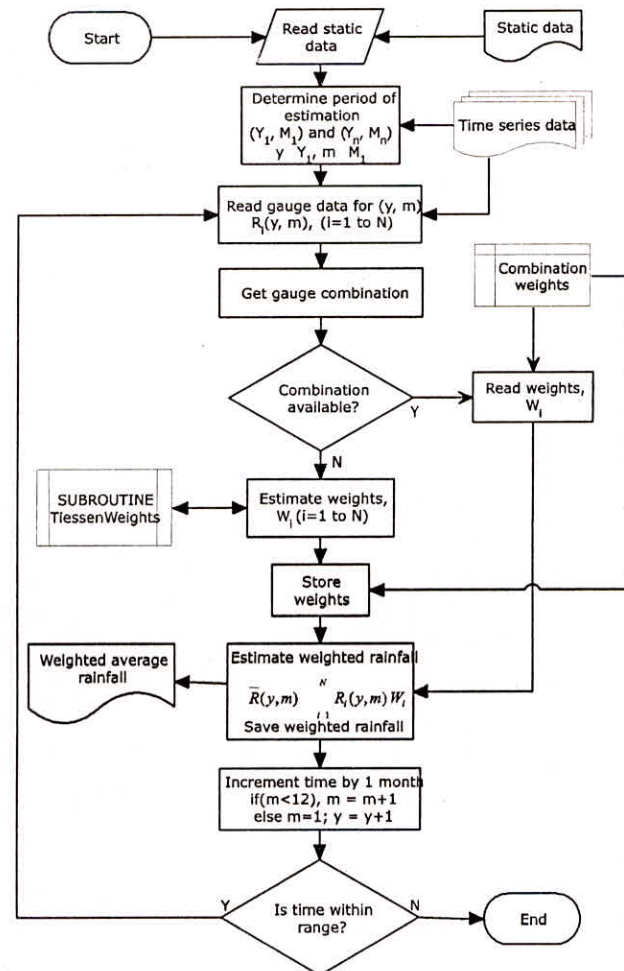 Start
Read static
data
Static data
Determine period of
estimation
(Y₁, M₁) and (Yₙ, Mₙ)
y Y₁, m M₁
Time series data
Read gauge data for (y, m)
Rᵢ(y, m), (i=1 to N)
Get gauge combination
Combination
weights
Combination
available?
Y
Read weights,
Wᵢ
N
SUBROUTINE
TiessenWeights
Estimate weights,
Wᵢ(i=1 to N)
Store
weights
Weighted average
rainfall
Estimate weighted rainfall
N
R̄(y,m) Rᵢ(y,m)Wᵢ
i 1
Save weighted rainfall
Increment time by 1 month
if(m<12), m = m+1
else m=1; y = y+1
Y
Is time within
range?
N
End